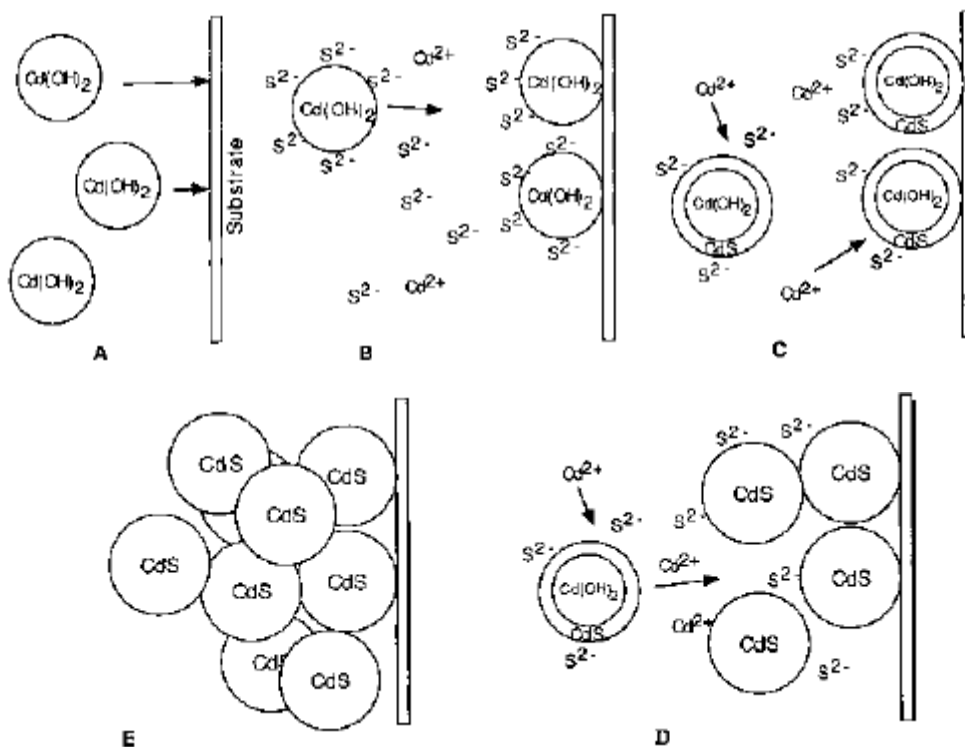 Cd(OH)2
Cd(OH)2
Cd(OH)2
Substrate
A
S2-
S2-
S2-
Cd(OH)2
S2-
S2-
Cd2+
S2-
S2-
S2-
S2-
Cd2+
S2-
S2
Cd(OH)2
S2-
S2-
S2-
Cd(OH)2
S2
S2-
B
Cd2+
S2-
S2-
Cd(OH)2
CdS
S2-
Cd2+
S2-
Cd(OH)2
S2-
CdS
S2-
Cd(OH)2
CdS
S2-
Cd2+
C
CdS
CdS
CdS
CdS
CdS
CdS
CdS
CdS
E
Cd2+
S2-
S2-
Cd(OH)2
CdS
S2-
Cd2+
S2-
S2-
CdS
CdS
S2-
S2-
CdS
Cd2+
CdS
S2-
D